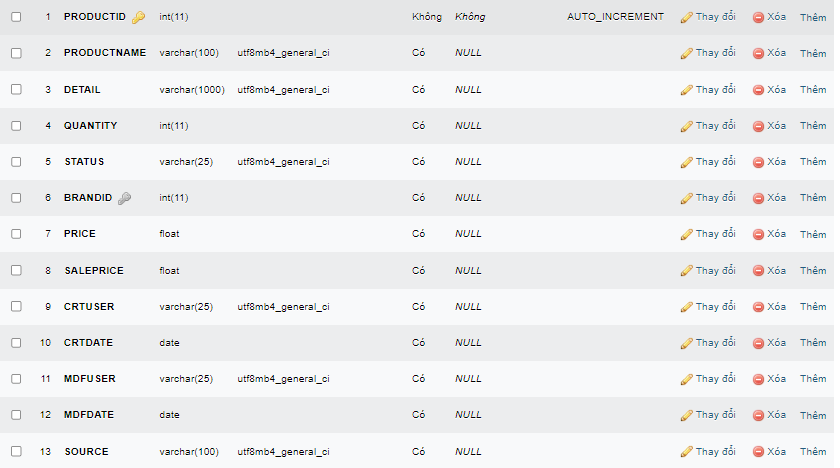 1 PRODUCTID int(11) Không Không AUTO_INCREMENT Thay đổi Xóa Thêm
2 PRODUCTNAME varchar(100) utf8mb4_general_ci Có NULL Thay đổi Xóa Thêm
3 DETAIL varchar(1000) utf8mb4_general_ci Có NULL Thay đổi Xóa Thêm
4 QUANTITY int(11) Có NULL Thay đổi Xóa Thêm
5 STATUS varchar(25) utf8mb4_general_ci Có NULL Thay đổi Xóa Thêm
6 BRANDID int(11) Có NULL Thay đổi Xóa Thêm
7 PRICE float Có NULL Thay đổi Xóa Thêm
8 SALEPRICE float Có NULL Thay đổi Xóa Thêm
9 CRTUSER varchar(25) utf8mb4_general_ci Có NULL Thay đổi Xóa Thêm
10 CRTDATE date Có NULL Thay đổi Xóa Thêm
11 MDFUSER varchar(25) utf8mb4_general_ci Có NULL Thay đổi Xóa Thêm
12 MDFDATE date Có NULL Thay đổi Xóa Thêm
13 SOURCE varchar(100) utf8mb4_general_ci Có NULL Thay đổi Xóa Thêm